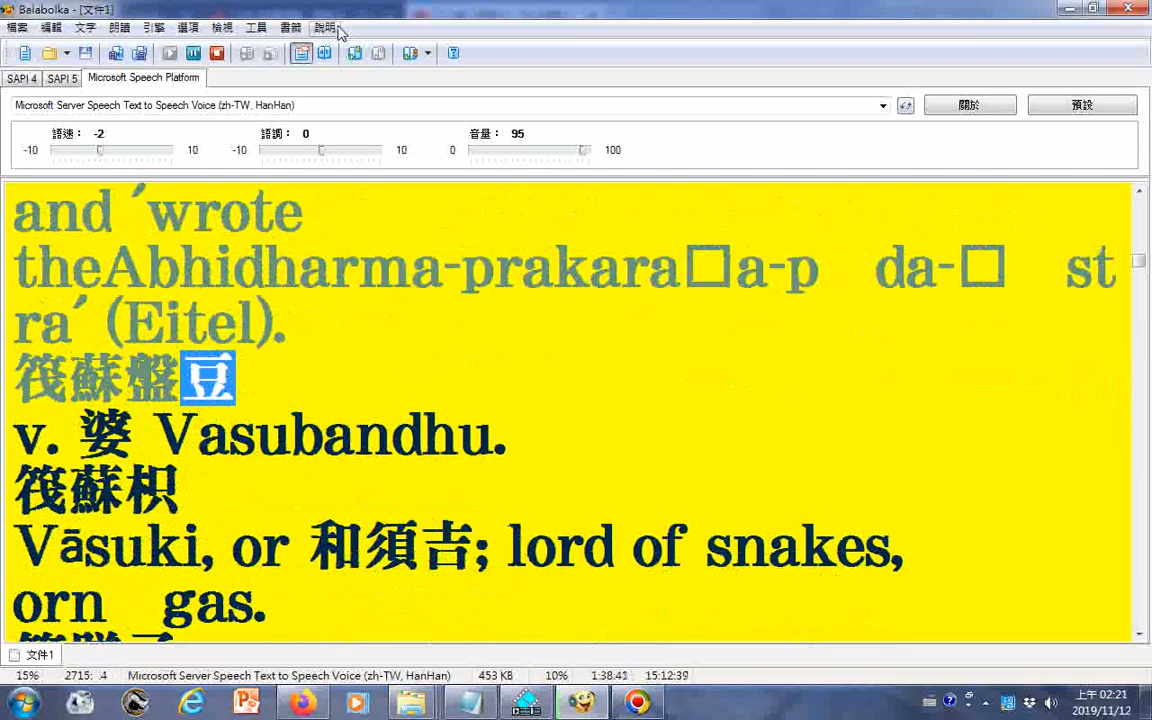 Balabolka - [文件1]
檔案 編輯 文字 朗讀 引擎 選項 檢視 工具 書籤 說明
SAPI 4 SAPI 5 Microsoft Speech Platform
Microsoft Server Speech Text to Speech Voice (zh-TW, HanHan) 關於 預設
語速： -2 語調： 0 音量： 95
-10 10 -10 10 0 100
and ′wrote
theAbhidharma-prakara□a-p da-□ st
ra′ (Eitel).
筏蘇盤豆
v. 婆 Vasubandhu.
筏蘇枳
Vāsuki, or 和須吉; lord of snakes,
orn gas.
文件1
15% 2715: 4 Microsoft Server Speech Text to Speech Voice (zh-TW, HanHan) 453 KB 10% 1:38.41 15:12:39
上午 02:21
2019/11/12